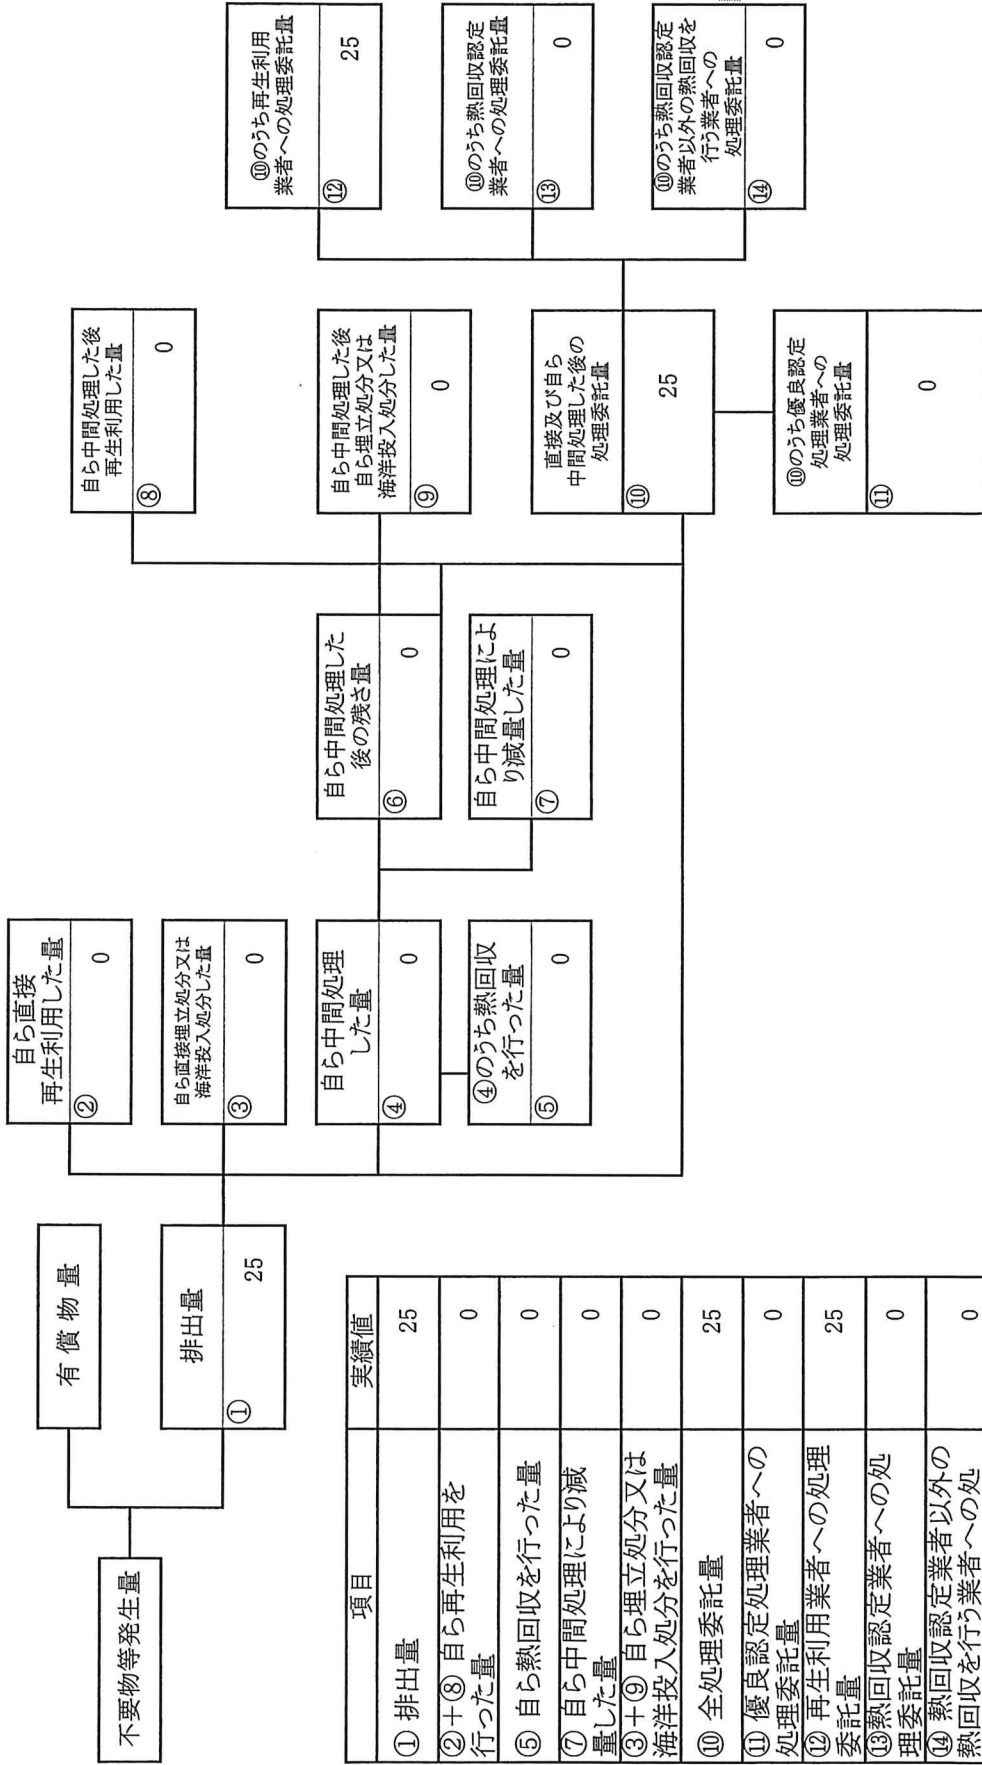 不要物等発生量
有償物量
排出量
① 25
自ら直接
再生利用した量
② 0
自ら直接埋立処分又は
海洋投入処分した量
③ 0
自ら中間処理
した量
④ 0
④のうち熱回収
を行った量
⑤ 0
自ら中間処理した
後の残さ量
⑥ 0
自ら中間処理によ
り減量した量
⑦ 0
自ら中間処理した後
再生利用した量
⑧ 0
自ら中間処理した後
自ら埋立処分又は
海洋投入処分した量
⑨ 0
直接及び自ら
中間処理した後の
処理委託量
⑩ 25
⑩のうち優良認定
処理業者への
処理委託量
⑪ 0
⑩のうち再生利用
業者への処理委託量
⑫ 25
⑩のうち熱回収認定
業者への処理委託量
⑬ 0
⑩のうち熱回収認定
業者以外の熱回収を
行う業者への
処理委託量
⑭ 0
項目 実績値
① 排出量 25
②+⑧ 自ら再生利用を
行った量 0
⑤ 自ら熱回収を行った量 0
⑦ 自ら中間処理により減
量した量 0
③+⑨ 自ら埋立処分又は
海洋投入処分を行った量 0
⑩ 全処理委託量 25
⑪ 優良認定処理業者への
処理委託量 0
⑫ 再生利用業者への処理
委託量 25
⑬熱回収認定業者への処
理委託量 0
⑭ 熱回収認定業者以外の
熱回収を行う業者への処 0